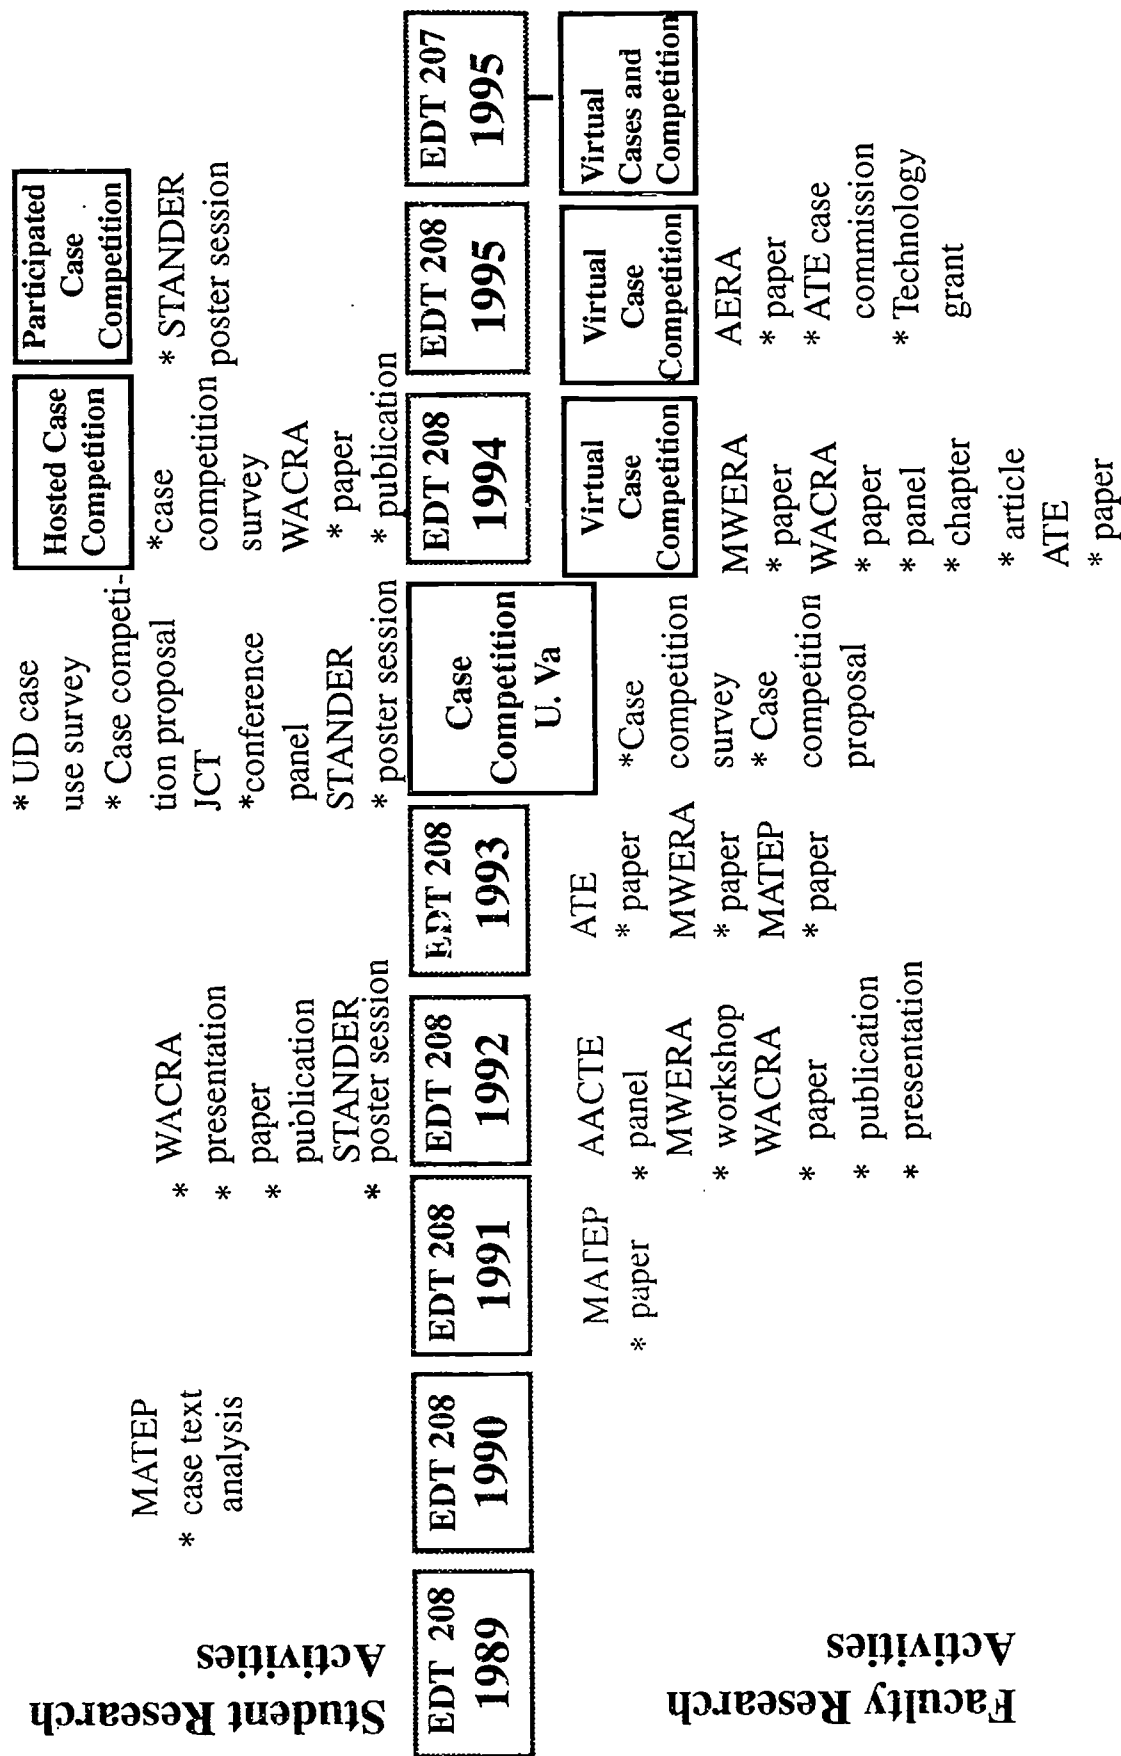 Student Research
Activities
MATEP
* case text
analysis
* WACRA
* presentation
* paper
publication
STANDER
* poster session
* UD case
use survey
* Case competi-
tion proposal
JCT
*conference
panel
STANDER
* poster session
Hosted Case
Competition
*case
competition
survey
WACRA
* paper
* publication
Participated
Case
Competition
* STANDER
poster session
EDT 208
1989
EDT 208
1990
EDT 208
1991
EDT 208
1992
EDT 208
1993
Case
Competition
U. Va
EDT 208
1994
EDT 208
1995
EDT 207
1995
Virtual
Case
Competition
Virtual
Case
Competition
Virtual
Cases and
Competition
Faculty Research
Activities
MATEP
* paper
AACTE
* panel
MWERA
* workshop
WACRA
* paper
* publication
* presentation
ATE
* paper
MWERA
* paper
MATEP
* paper
*Case
competition
survey
* Case
competition
proposal
MWERA
* paper
WACRA
* paper
* panel
* chapter
* article
ATE
* paper
AERA
* paper
* ATE case
commission
* Technology
grant